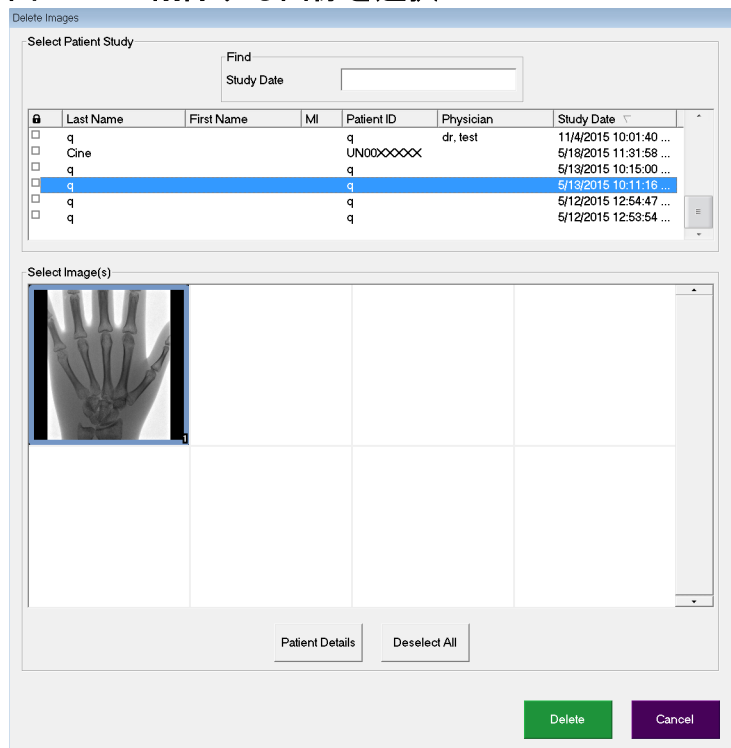 Delete Images
Select Patient Study
Find
Study Date
Last Name First Name MI Patient ID Physician Study Date
q q dr, test 11/4/2015 10:01:40 ...
Cine UN00XXXXXX 5/18/2015 11:31:58 ...
q q 5/13/2015 10:15:00 ...
q q 5/13/2015 10:11:16 ...
q q 5/12/2015 12:54:47 ...
q q 5/12/2015 12:53:54 ...
Select Image(s)
1
Patient Details Deselect All
Delete Cancel